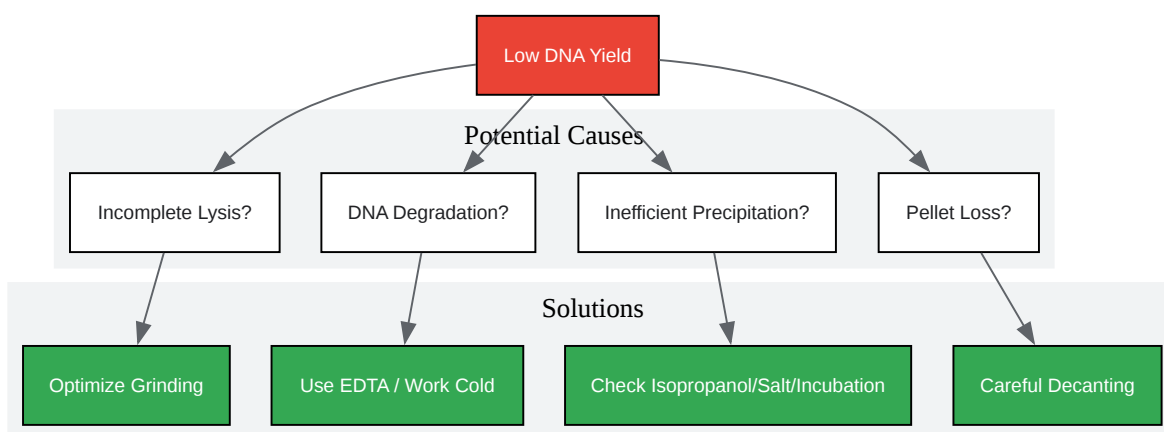 Low DNA Yield
Potential Causes
Incomplete Lysis?
DNA Degradation?
Inefficient Precipitation?
Pellet Loss?
Solutions
Optimize Grinding
Use EDTA / Work Cold
Check Isopropanol/Salt/Incubation
Careful Decanting